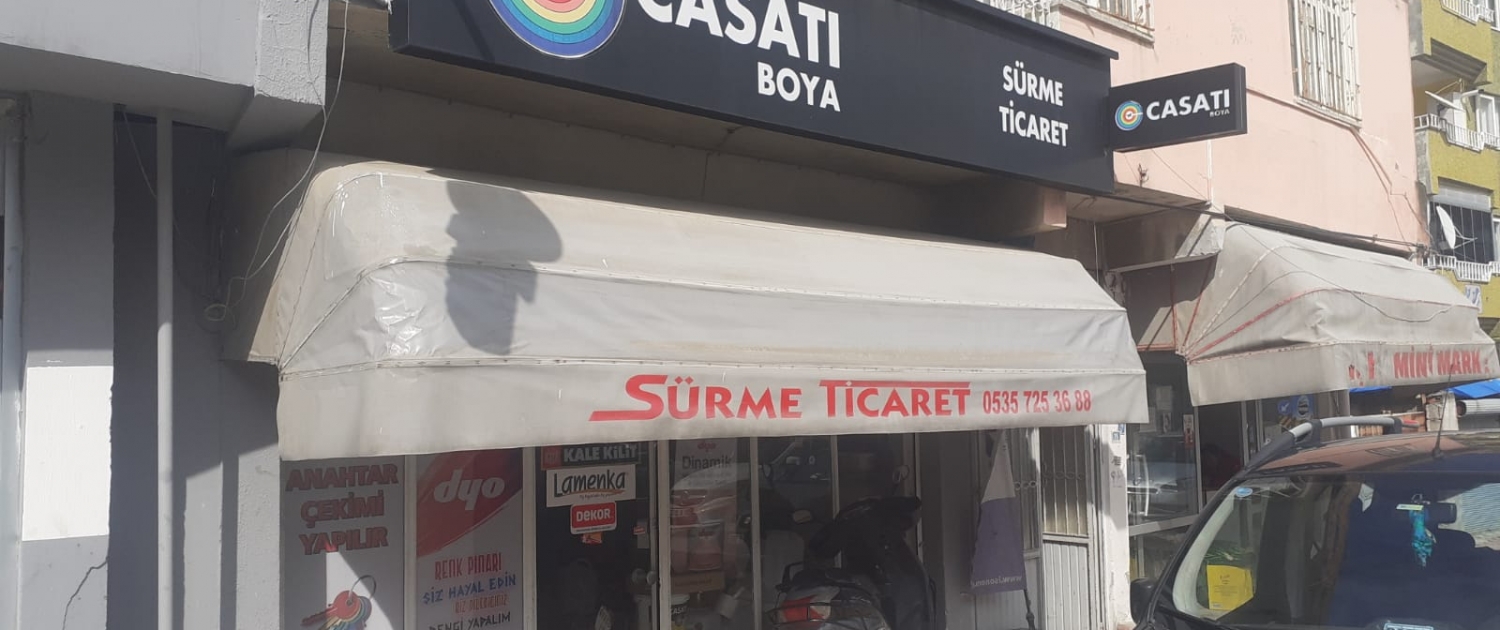 CASATI
BOYA
SÜRME
TİCARET
CASATI
BOYA
SÜRME TİCARET 0535 725 36 88
MİNİ MARK
ANAHTAR
ÇEKİMİ
YAPILIR
dyo
RENK PINARI
SİZ HAYAL EDİN
BİZ
RENGİ YAPALIM
KALE KİLİT
Lamenka
DEKOR
Dinamik